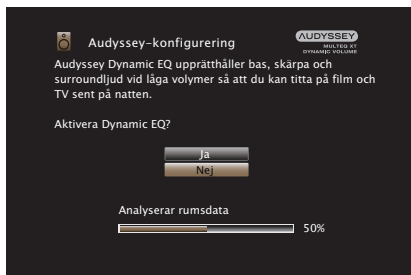 Audyssey-konfigurering
AUDYSSEY
MULTEQ XT
DYNAMIC VOLUME
Audyssey Dynamic EQ upprätthåller bas, skärpa och
surroundljud vid låga volymer så att du kan titta på film och
TV sent på natten.
Aktivera Dynamic EQ?
Ja
Nej
Analyserar rumsdata
50%